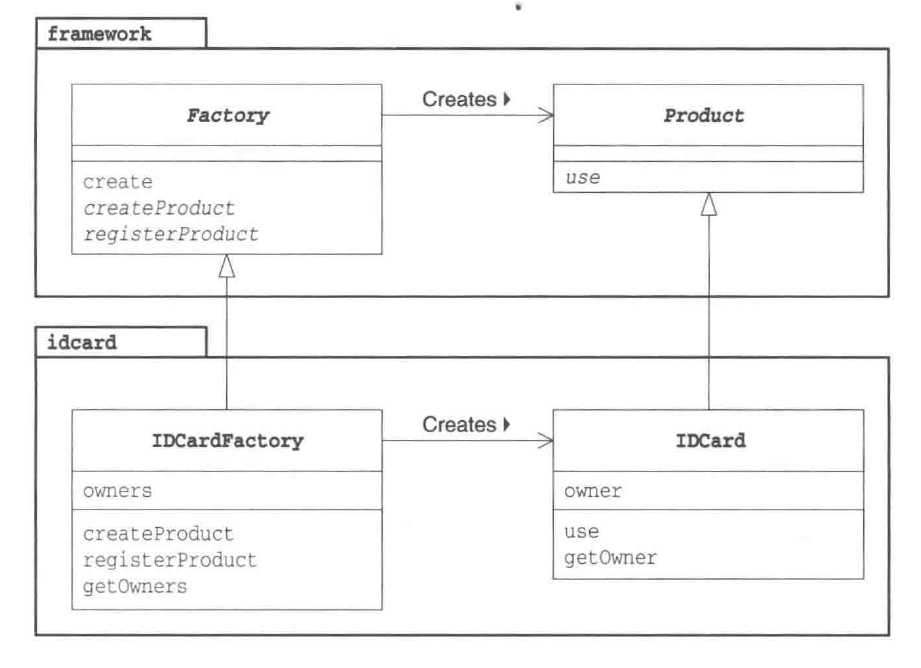 framework
Factory
Creates
Product
create
createProduct
registerProduct
use
idcard
IDCardFactory
Creates
IDCard
owners
owner
createProduct
registerProduct
getOwners
use
getOwner